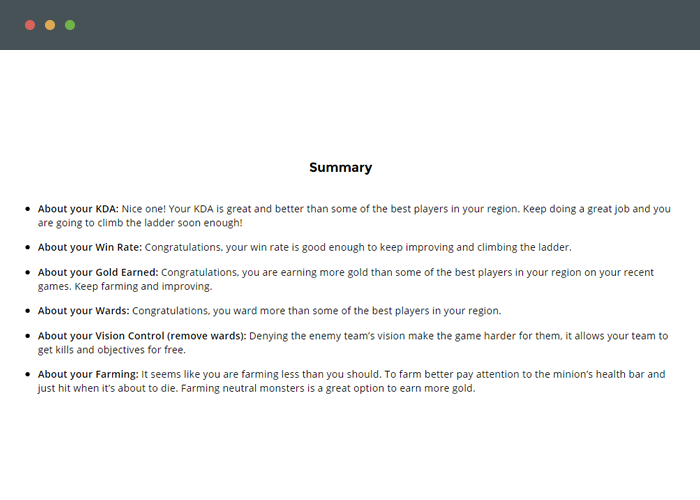 Summary
About your KDA: Nice one! Your KDA is great and better than some of the best players in your region. Keep doing a great job and you
are going to climb the ladder soon enough!
About your Win Rate: Congratulations, your win rate is good enough to keep improving and climbing the ladder.
About your Gold Earned: Congratulations, you are earning more gold than some of the best players in your region on your recent
games. Keep farming and improving.
About your Wards: Congratulations, you ward more than some of the best players in your region.
About your Vision Control (remove wards): Denying the enemy team's vision make the game harder for them, it allows your team to
get kills and objectives for free.
About your Farming: It seems like you are farming less than you should. To farm better pay attention to the minion's health bar and
just hit when it's about to die. Farming neutral monsters is a great option to earn more gold.